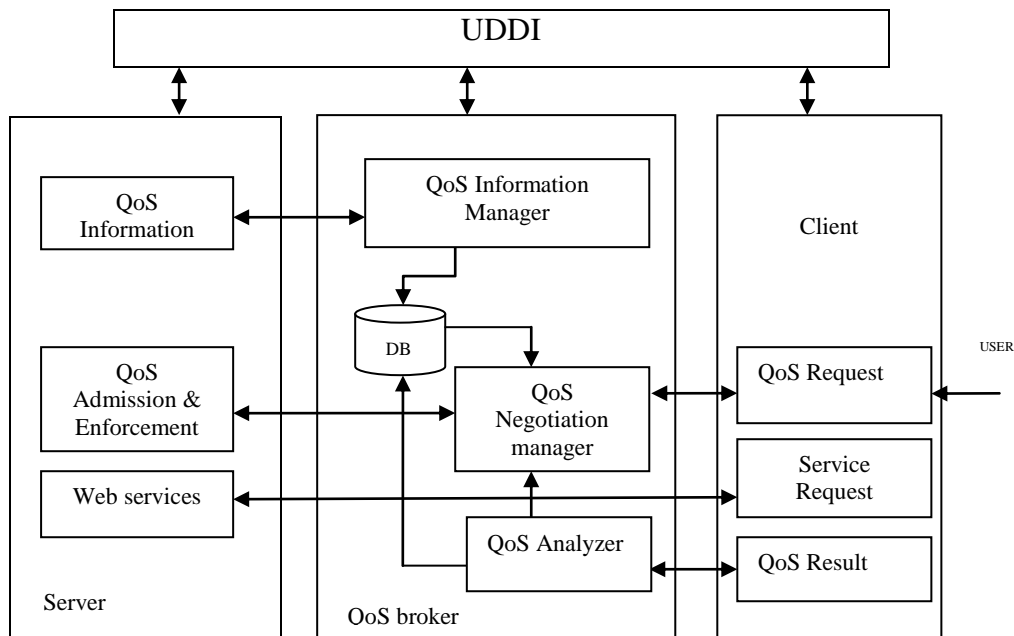 UDDI
QoS
Information
QoS Information
Manager
Client
DB
USER
QoS
Admission &
Enforcement
QoS
Negotiation
manager
QoS Request
Web services
Service
Request
QoS Analyzer
QoS Result
Server
QoS broker